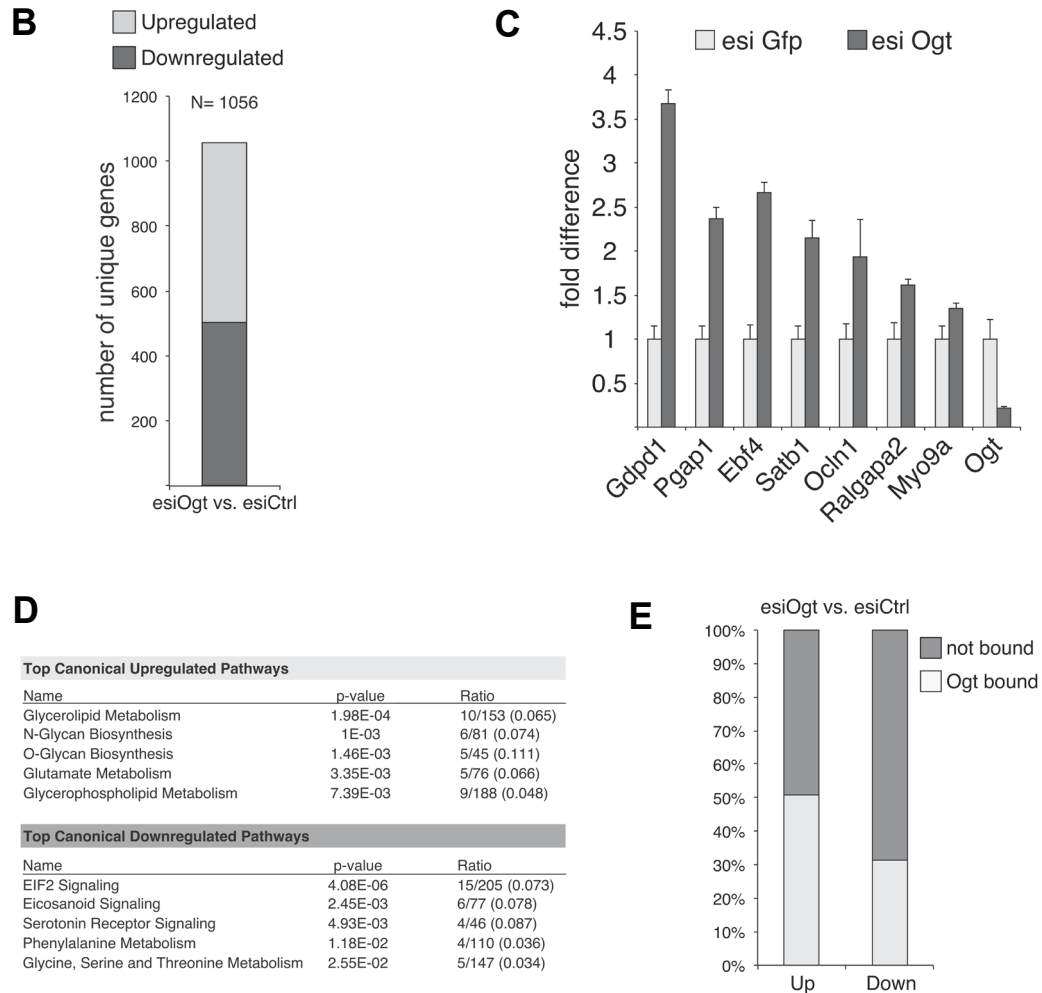 B
Upregulated
Downregulated
N= 1056
1200
1000
800
600
400
200
number of unique genes
esiOgt vs. esiCtrl
C
esi Gfp
esi Ogt
4.5
4
3.5
3
2.5
2
1.5
1
0.5
fold difference
Gdpd1
Pgap1
Ebf4
Satb1
Ocln1
Ralgapa2
Myo9a
Ogt
D
Top Canonical Upregulated Pathways
Name p-value Ratio
Glycerolipid Metabolism 1.98E-04 10/153 (0.065)
N-Glycan Biosynthesis 1E-03 6/81 (0.074)
O-Glycan Biosynthesis 1.46E-03 5/45 (0.111)
Glutamate Metabolism 3.35E-03 5/76 (0.066)
Glycerophospholipid Metabolism 7.39E-03 9/188 (0.048)
Top Canonical Downregulated Pathways
Name p-value Ratio
EIF2 Signaling 4.08E-06 15/205 (0.073)
Eicosanoid Signaling 2.45E-03 6/77 (0.078)
Serotonin Receptor Signaling 4.93E-03 4/46 (0.087)
Phenylalanine Metabolism 1.18E-02 4/110 (0.036)
Glycine, Serine and Threonine Metabolism 2.55E-02 5/147 (0.034)
E
esiOgt vs. esiCtrl
100%
90%
80%
70%
60%
50%
40%
30%
20%
10%
0%
not bound
Ogt bound
Up
Down